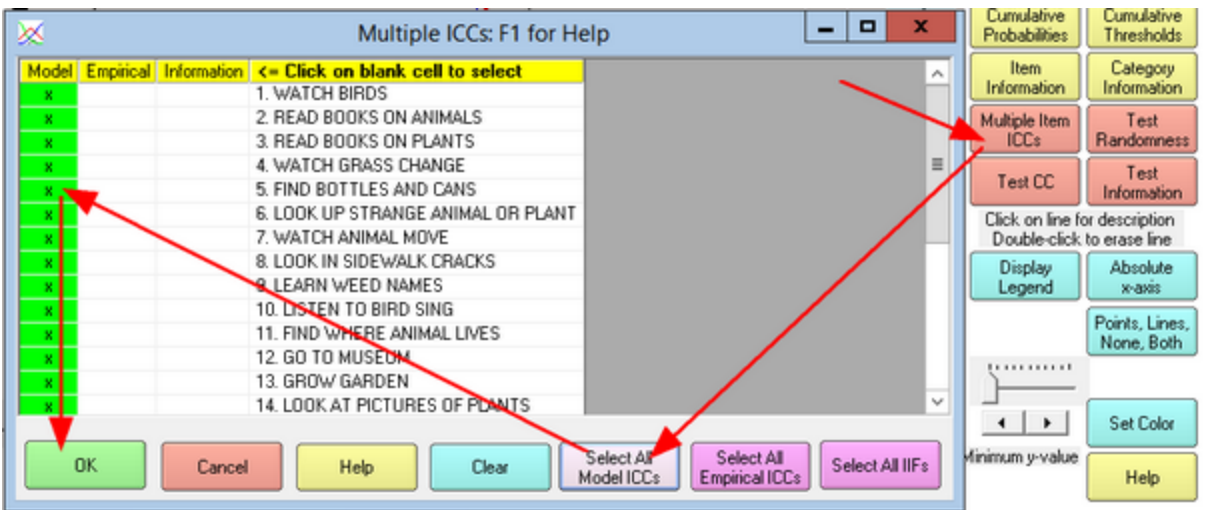 Multiple ICCs: F1 for Help
Model Empirical Information <= Click on blank cell to select
x 1. WATCH BIRDS
x 2. READ BOOKS ON ANIMALS
x 3. READ BOOKS ON PLANTS
x 4. WATCH GRASS CHANGE
x 5. FIND BOTTLES AND CANS
x 6. LOOK UP STRANGE ANIMAL OR PLANT
x 7. WATCH ANIMAL MOVE
x 8. LOOK IN SIDEWALK CRACKS
x 9. LEARN WEED NAMES
x 10. LISTEN TO BIRD SING
x 11. FIND WHERE ANIMAL LIVES
x 12. GO TO MUSEUM
x 13. GROW GARDEN
x 14. LOOK AT PICTURES OF PLANTS
OK
Cancel
Help
Clear
Select All
Model ICCs
Select All
Empirical ICCs
Select All IIFs
Cumulative
Probabilities
Cumulative
Thresholds
Item
Information
Category
Information
Multiple Item
ICCs
Test
Randomness
Test CC
Test
Information
Click on line for description
Double-click to erase line
Display
Legend
Absolute
x-axis
Points, Lines,
None, Both
Set Color
Minimum y-value
Help